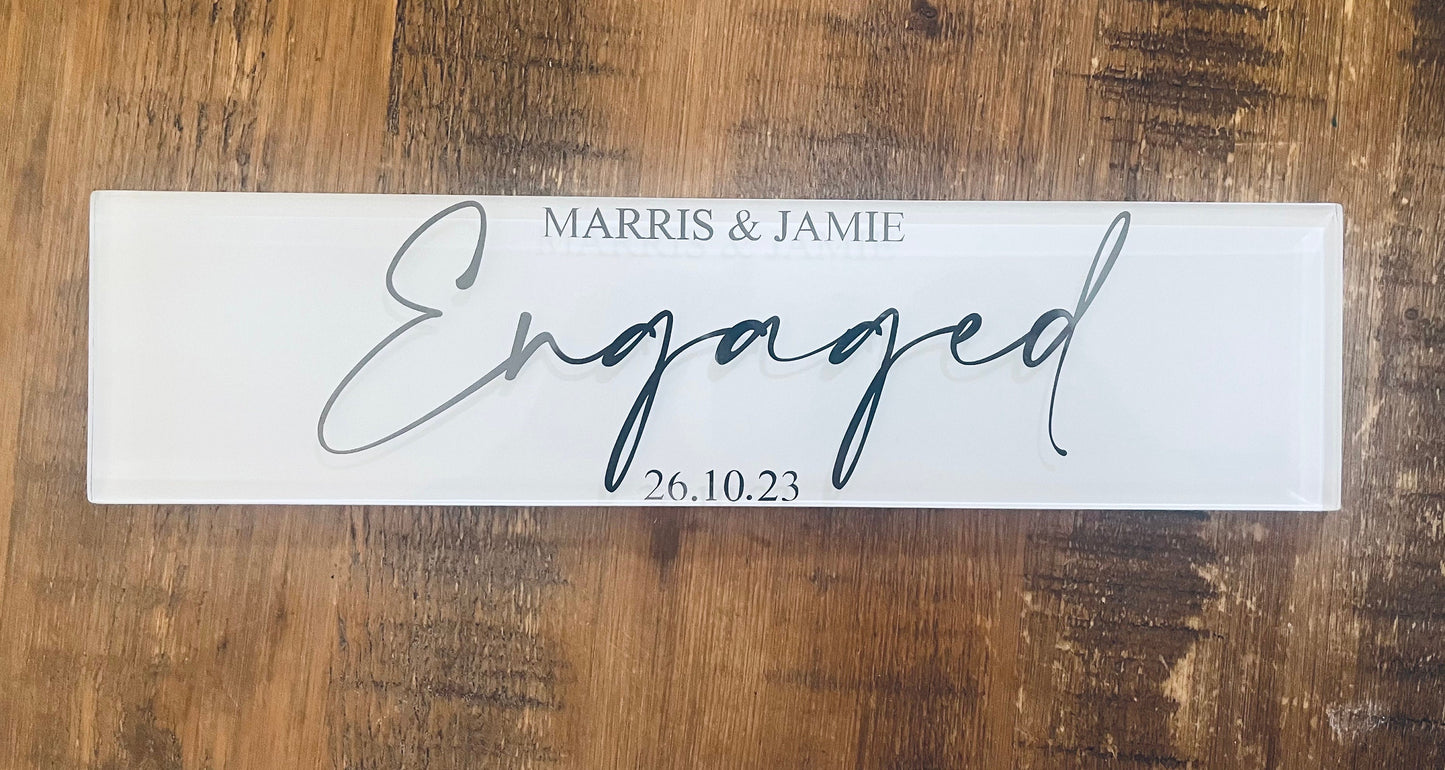 MARRIS & JAMIE
Engaged
26.10.23